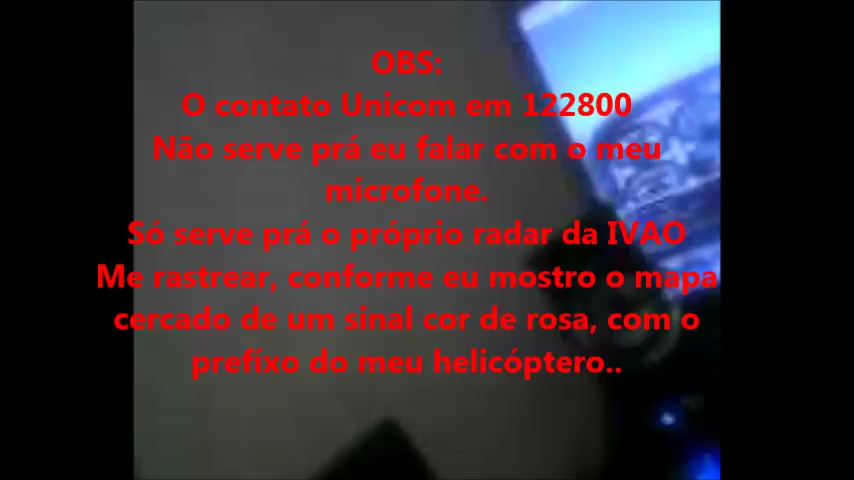 OBS:
O contato Unicom em 122800
Não serve prá eu falar com o meu
microfone.
Só serve prá o próprio radar da IVAO
Me rastrear, conforme eu mostro o mapa
cercado de um sinal cor de rosa, com o
prefíxo do meu helicóptero..